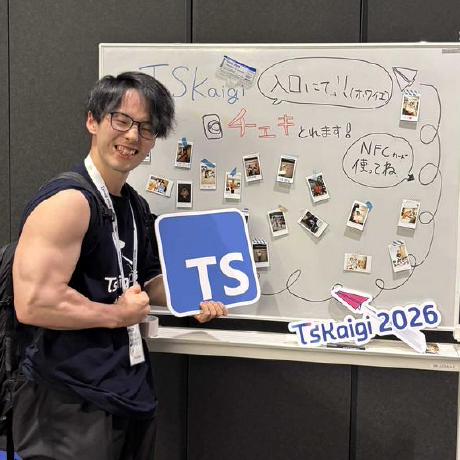 TSKaigi
入口にて!!(ホワイエ)
チェキとれます!
NFCカード
使ってね
TS
TSKaigi 2026